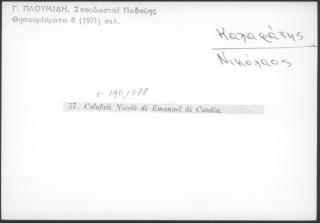 Γ. ΠΛΟΥΜΙΔΗ, Σπουδασταί Παδούης
Θησαυρίσματα 8 (1971) σελ.
Καλαφάτης
Νικόλαος
r. 190, 1678
57. Calafati Nicolò di Emanuel di Candia.